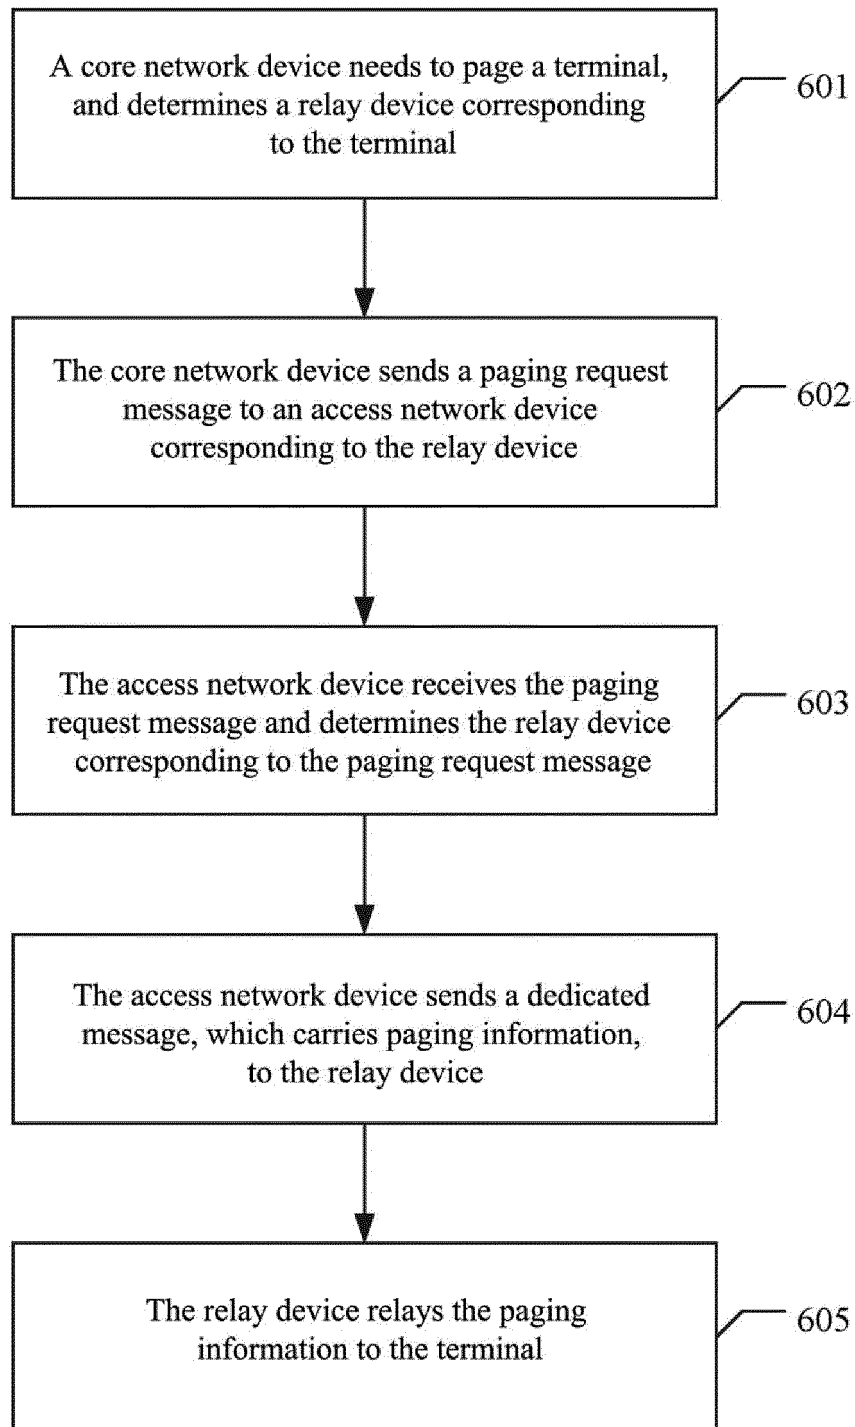 A core network device needs to page a terminal,
and determines a relay device corresponding
to the terminal
601
The core network device sends a paging request
message to an access network device
corresponding to the relay device
602
The access network device receives the paging
request message and determines the relay device
corresponding to the paging request message
603
The access network device sends a dedicated
message, which carries paging information,
to the relay device
604
The relay device relays the paging
information to the terminal
605